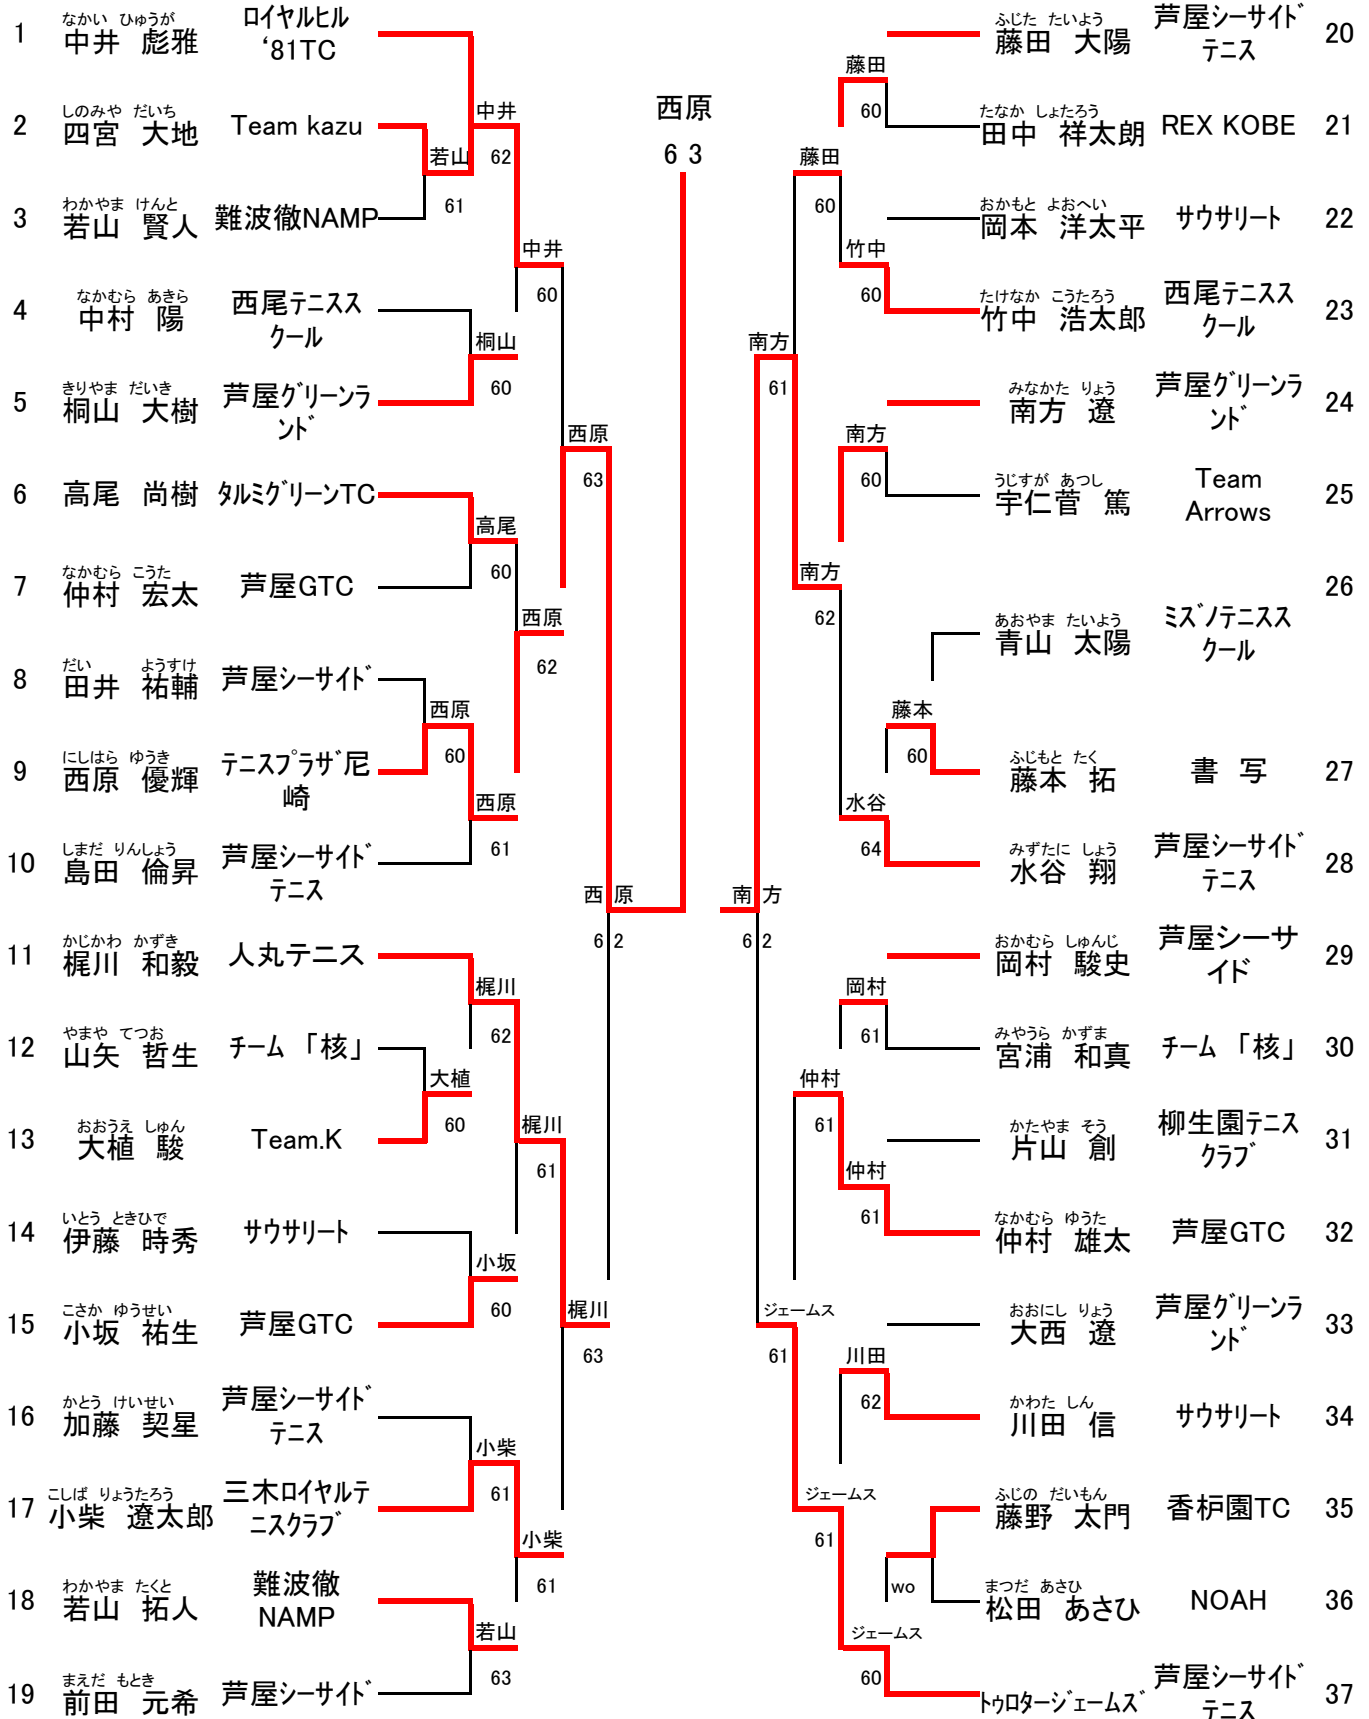 1 なかい ひゅうが 中井 彪雅 ロイヤルヒル
‘81TC
2 しのみや だいち 四宮 大地 Team kazu
3 わかやま けんと 若山 賢人 難波徹NAMP
4 なかむら あきら 中村 陽 西尾テニスス
クール
5 きりやま だいき 桐山 大樹 芦屋グリーンラ
ンド
6 高尾 尚樹 タルミグリーンTC
7 なかむら こうた 仲村 宏太 芦屋GTC
8 だい ようすけ 田井 祐輔 芦屋シーサイド
9 にしはら ゆうき 西原 優輝 テニスプラザ尼
崎
10 しまだ りんしょう 島田 倫昇 芦屋シーサイド
テニス
11 かじかわ かずき 梶川 和毅 人丸テニス
12 やまや てつお 山矢 哲生 チーム 「核」
13 おおうえ しゅん 大植 駿 Team.K
14 いとう ときひで 伊藤 時秀 サウサリート
15 こさか ゆうせい 小坂 祐生 芦屋GTC
16 かとう けいせい 加藤 契星 芦屋シーサイド
テニス
17 こしば りょうたろう 小柴 遼太郎 三木ロイヤルテ
ニスクラブ
18 わかやま たくと 若山 拓人 難波徹
NAMP
19 まえだ もとき 前田 元希 芦屋シーサイド
若山
61
中井
62
中井
60
桐山
60
西原
63
高尾
60
西原
62
西原
60
西原
61
西原
62
梶川
62
大植
60
梶川
61
小坂
60
梶川
63
小柴
61
小柴
61
若山
63
西原
6 3
藤田
60
藤田
60
竹中
60
南方
61
南方
60
南方
62
藤本
60
水谷
64
南方
62
岡村
61
仲村
61
仲村
61
ジェームス
61
川田
62
ジェームス
61
wo
ジェームス
60
ふじた たいよう 藤田 大陽 芦屋シーサイド
テニス 20
たなか しょたろう 田中 祥太朗 REX KOBE 21
おかもと よおへい 岡本 洋太平 サウサリート 22
たけなか こうたろう 竹中 浩太郎 西尾テニスス
クール 23
みなかた りょう 南方 遼 芦屋グリーンラ
ンド 24
うじすが あつし 宇仁菅 篤 Team
Arrows 25
26
あおやま たいよう 青山 太陽 ミズノテニスス
クール
ふじもと たく 藤本 拓 書 写 27
みずたに しょう 水谷 翔 芦屋シーサイド
テニス 28
おかむら しゅんじ 岡村 駿史 芦屋シーサ
イド 29
みやうら かずま 宮浦 和真 チーム 「核」 30
かたやま そう 片山 創 柳生園テニス
クラブ 31
なかむら ゆうた 仲村 雄太 芦屋GTC 32
おおにし りょう 大西 遼 芦屋グリーンラ
ンド 33
かわた しん 川田 信 サウサリート 34
ふじの だいもん 藤野 太門 香枦園TC 35
まつだ あさひ 松田 あさひ NOAH 36
トゥロタージェームズ 芦屋シーサイド
テニス 37